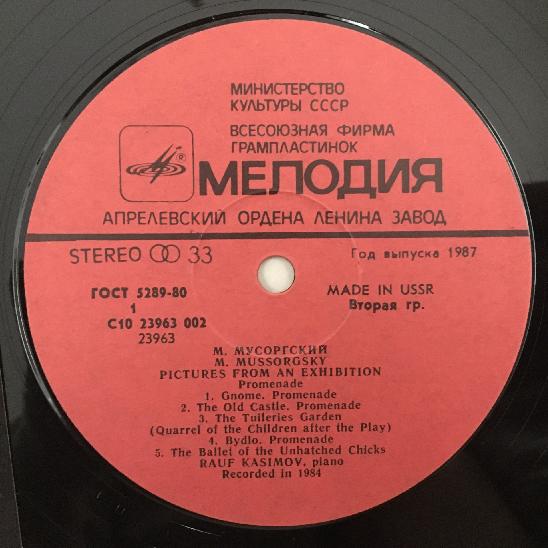 МИНИСТЕРСТВО
КУЛЬТУРЫ СССР
ВСЕСОЮЗНАЯ ФИРМА
ГРАМПЛАСТИНОК
МЕЛОДИЯ
АПРЕЛЕВСКИЙ ОРДЕНА ЛЕНИНА ЗАВОД
STEREO 33
Год выпуска 1987
ГОСТ 5289-80
1
С10 23963 002
23963
MADE IN USSR
Вторая гр.
М. МУСОРГСКИЙ
M. MUSSORGSKY
PICTURES FROM AN EXHIBITION
Promenade
1. Gnome. Promenade
2. The Old Castle. Promenade
3. The Tuileries Garden
(Quarrel of the Children after the Play)
4. Bydlo. Promenade
5. The Ballet of the Unhatched Chicks
RAUF KASIMOV, piano
Recorded in 1984